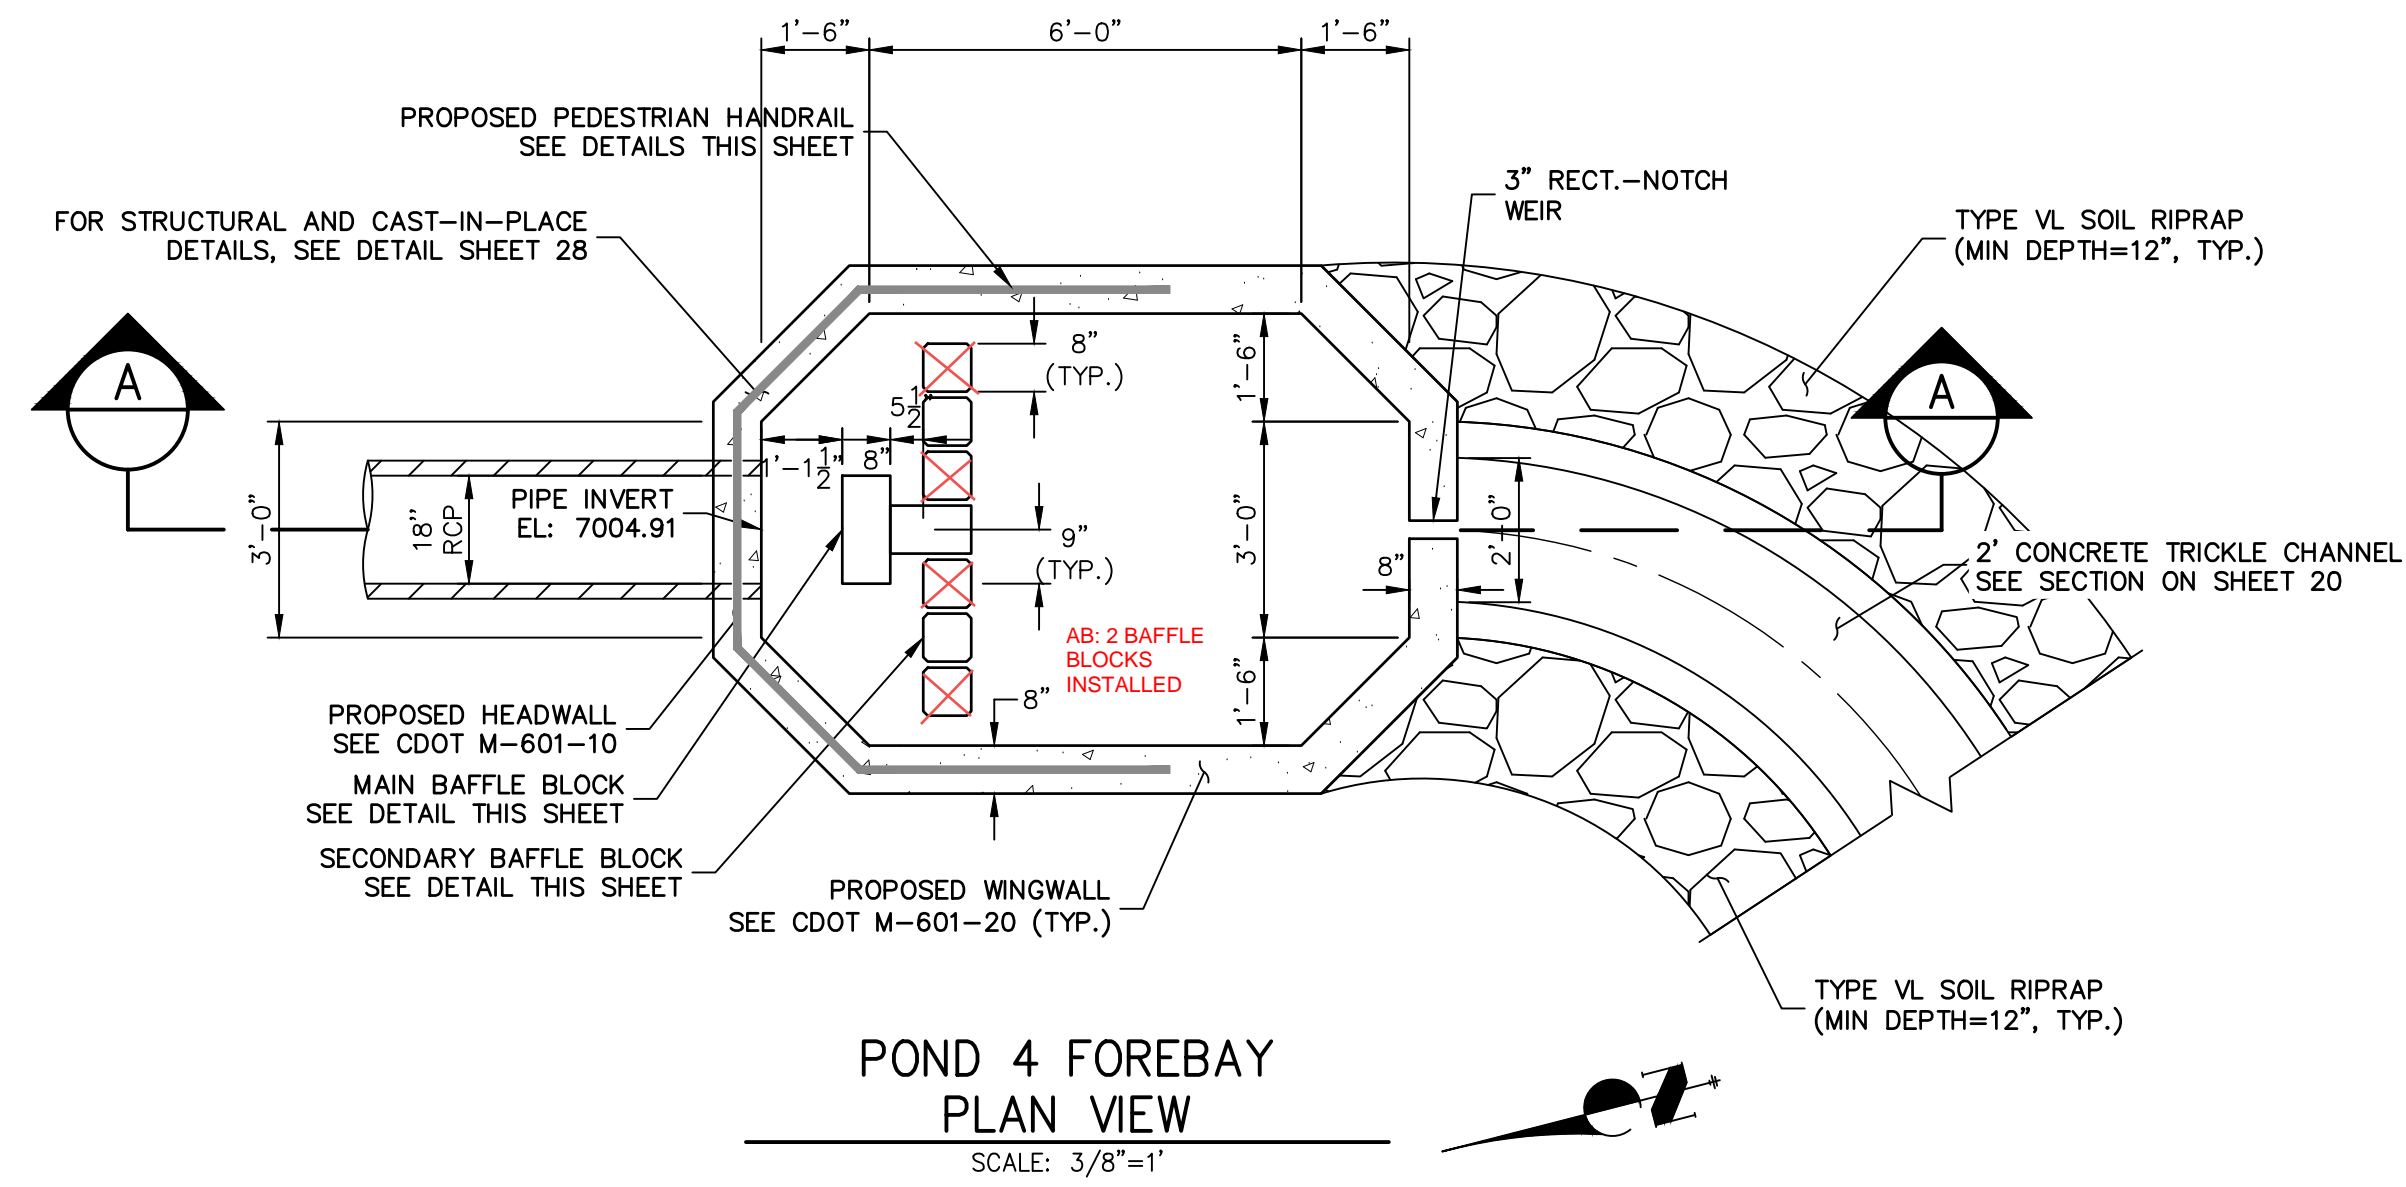 1'-6"
6'-0"
1'-6"
PROPOSED PEDESTRIAN HANDRAIL
SEE DETAILS THIS SHEET
3" RECT.-NOTCH
WEIR
FOR STRUCTURAL AND CAST-IN-PLACE
DETAILS, SEE DETAIL SHEET 28
TYPE VL SOIL RIPRAP
(MIN DEPTH=12", TYP.)
A
A
8"
(TYP.)
1'-6"
5 1/2"
1'-1 1/2"
8"
3'-0"
18"
RCP
PIPE INVERT
EL: 7004.91
9"
(TYP.)
3'-0"
8"
2'-0"
2' CONCRETE TRICKLE CHANNEL
SEE SECTION ON SHEET 20
AB: 2 BAFFLE
BLOCKS
INSTALLED
1'-6"
8"
PROPOSED HEADWALL
SEE CDOT M-601-10
MAIN BAFFLE BLOCK
SEE DETAIL THIS SHEET
SECONDARY BAFFLE BLOCK
SEE DETAIL THIS SHEET
PROPOSED WINGWALL
SEE CDOT M-601-20 (TYP.)
TYPE VL SOIL RIPRAP
(MIN DEPTH=12", TYP.)
POND 4 FOREBAY
PLAN VIEW
SCALE: 3/8"=1'
N